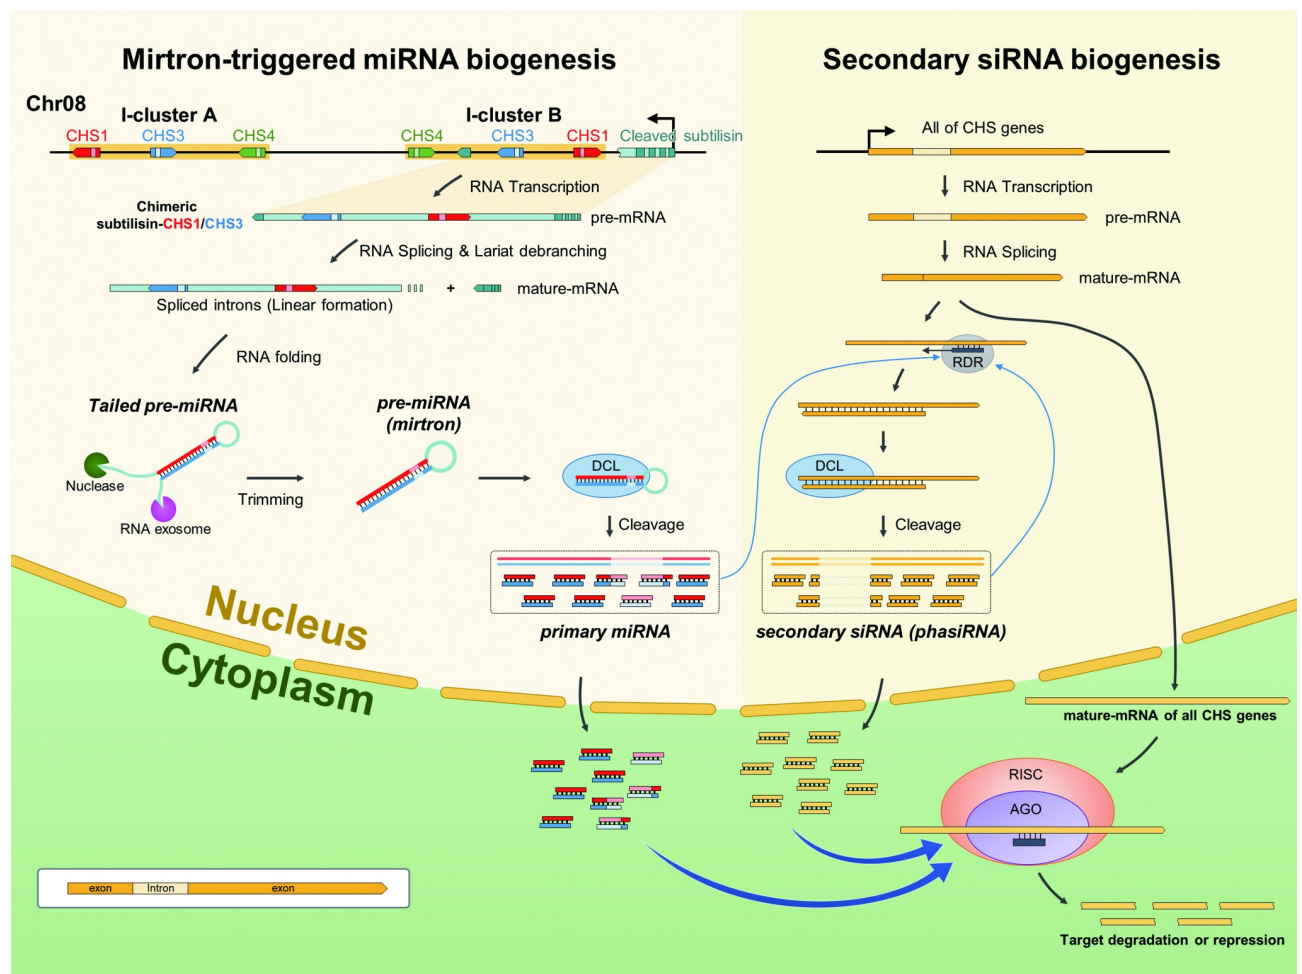 Mirtron-triggered miRNA biogenesis
Secondary siRNA biogenesis
Chr08
I-cluster A
I-cluster B
CHS1
CHS3
CHS4
CHS4
CHS3
CHS1
Cleaved subtilisin
All of CHS genes
RNA Transcription
RNA Transcription
Chimeric
subtilisin-CHS1/CHS3
pre-mRNA
pre-mRNA
RNA Splicing & Lariat debranching
RNA Splicing
+
mature-mRNA
mature-mRNA
Spliced introns (Linear formation)
RNA folding
RDR
Tailed pre-miRNA
pre-miRNA
(mirtron)
Nuclease
RNA exosome
Trimming
DCL
DCL
Cleavage
Cleavage
primary miRNA
secondary siRNA (phasiRNA)
Nucleus
Cytoplasm
mature-mRNA of all CHS genes
RISC
AGO
exon
Intron
exon
Target degradation or repression